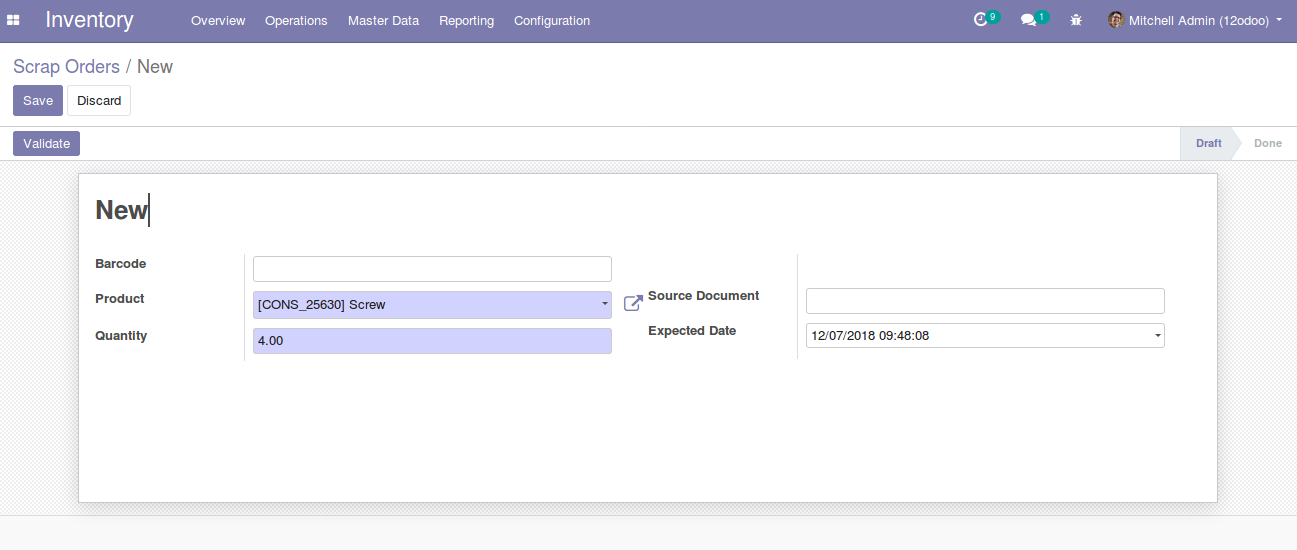 Inventory Overview Operations Master Data Reporting Configuration 9 1 Mitchell Admin (12odoo)
Scrap Orders / New
Save Discard
Validate Draft Done
New
Barcode
Product [CONS_25630] Screw Source Document
Quantity 4.00 Expected Date 12/07/2018 09:48:08